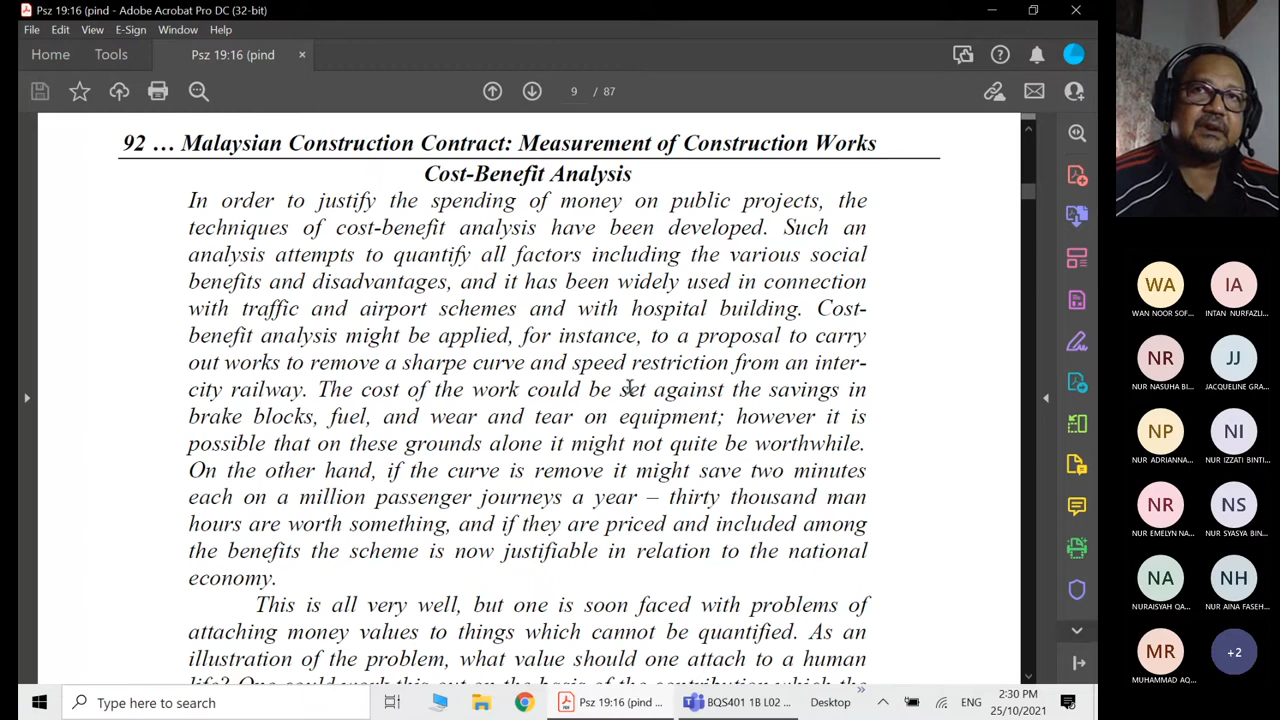 Psz 19:16 (pind - Adobe Acrobat Pro DC (32-bit)
File Edit View E-Sign Window Help
Home Tools Psz 19:16 (pind ×
9 / 87
92 … Malaysian Construction Contract: Measurement of Construction Works
Cost-Benefit Analysis
In order to justify the spending of money on public projects, the
techniques of cost-benefit analysis have been developed. Such an
analysis attempts to quantify all factors including the various social
benefits and disadvantages, and it has been widely used in connection
with traffic and airport schemes and with hospital building. Cost-
benefit analysis might be applied, for instance, to a proposal to carry
out works to remove a sharpe curve and speed restriction from an inter-
city railway. The cost of the work could be set against the savings in
brake blocks, fuel, and wear and tear on equipment; however it is
possible that on these grounds alone it might not quite be worthwhile.
On the other hand, if the curve is remove it might save two minutes
each on a million passenger journeys a year – thirty thousand man
hours are worth something, and if they are priced and included among
the benefits the scheme is now justifiable in relation to the national
economy.
This is all very well, but one is soon faced with problems of
attaching money values to things which cannot be quantified. As an
illustration of the problem, what value should one attach to a human
WA IA
WAN NOOR SOF... INTAN NURFAZLI...
NR JJ
NUR NASUHA BI... JACQUELINE GRA...
NP NI
NUR ADRIANNA... NUR IZZATI BINTI...
NR NS
NUR EMELYN NA... NUR SYASYA BIN...
NA NH
NURAISYAH QA... NUR AINA FASEH...
MR +2
MUHAMMAD AQ...
Type here to search
Psz 19:16 (pind ...
BQS401 1B L02 ...
Desktop
ENG
2:30 PM
25/10/2021